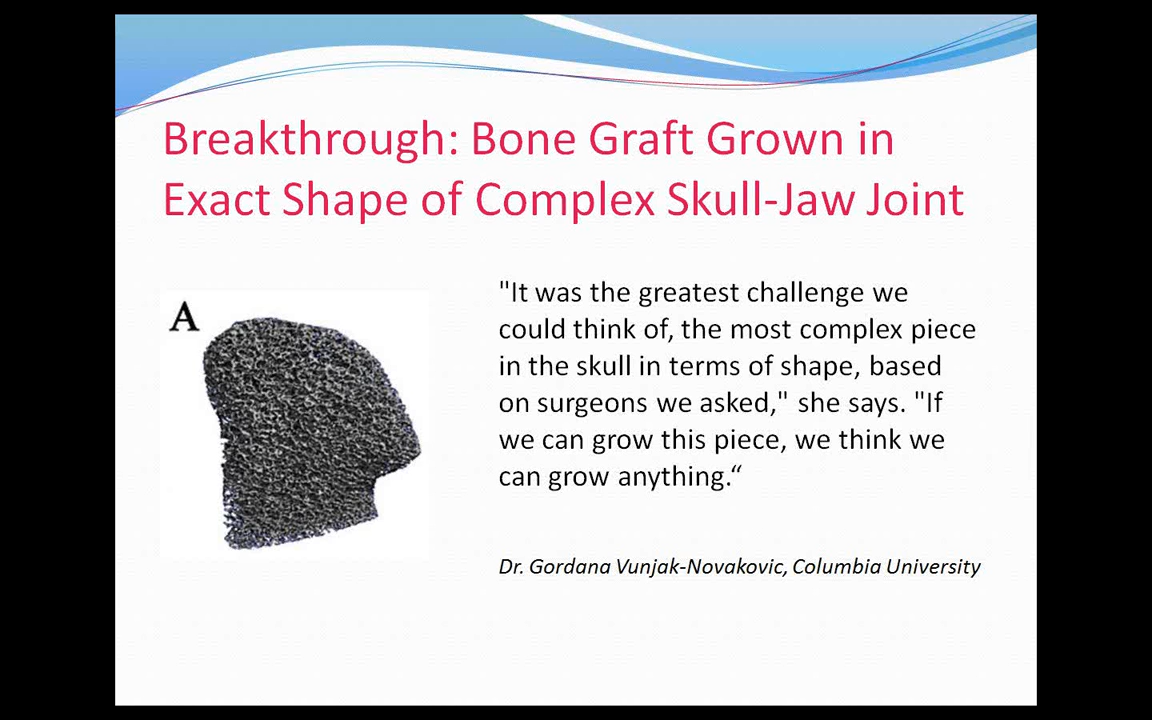 Breakthrough: Bone Graft Grown in
Exact Shape of Complex Skull-Jaw Joint
A
"It was the greatest challenge we
could think of, the most complex piece
in the skull in terms of shape, based
on surgeons we asked," she says. "If
we can grow this piece, we think we
can grow anything.“
Dr. Gordana Vunjak-Novakovic, Columbia University